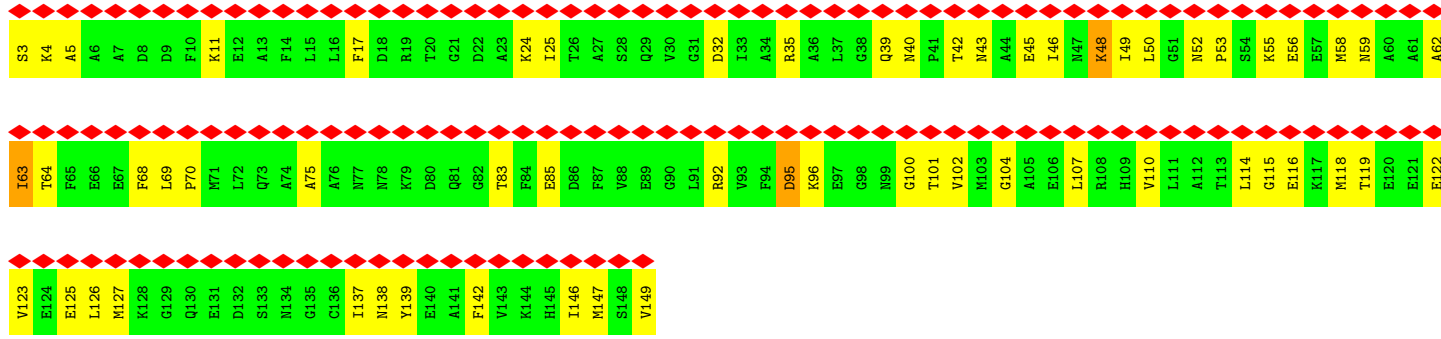 S3 K4 A5 A6 A7 D8 D9 F10 K11 E12 A13 F14 L15 L16 F17 D18 R19 T20 G21 D22 A23 K24 I25 T26 A27 S28 Q29 V30 G31 D32 I33 A34 R35 A36 L37 G38 Q39 N40 P41 T42 N43 A44 E45 I46 N47 K48 I49 L50 G51 N52 P53 S54 K55 E56 E57 M58 N59 A60 A61 A62
I63 T64 F65 E66 E67 F68 L69 P70 M71 L72 Q73 A74 A75 A76 N77 N78 K79 D80 Q81 G82 T83 F84 E85 D86 F87 V88 E89 G90 L91 R92 V93 F94 D95 K96 E97 G98 N99 G100 T101 V102 M103 G104 A105 E106 L107 R108 H109 V110 L111 A112 T113 L114 G115 E116 K117 M118 T119 E120 E121 E122
V123 E124 E125 L126 M127 K128 G129 Q130 E131 D132 S133 N134 G135 C136 I137 N138 Y139 E140 A141 F142 V143 K144 H145 I146 M147 S148 V149